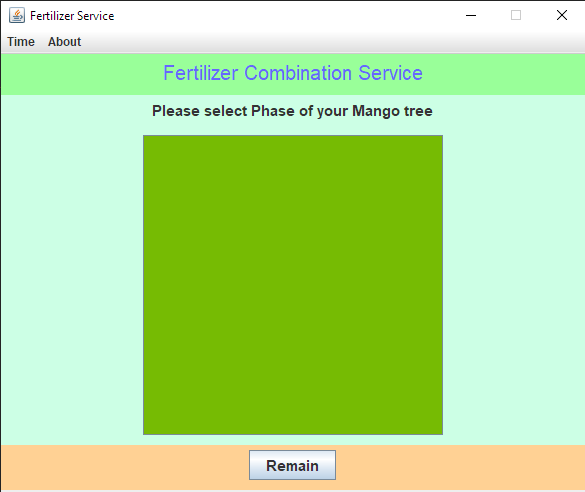 Fertilizer Service
Time About
Fertilizer Combination Service
Please select Phase of your Mango tree
Remain